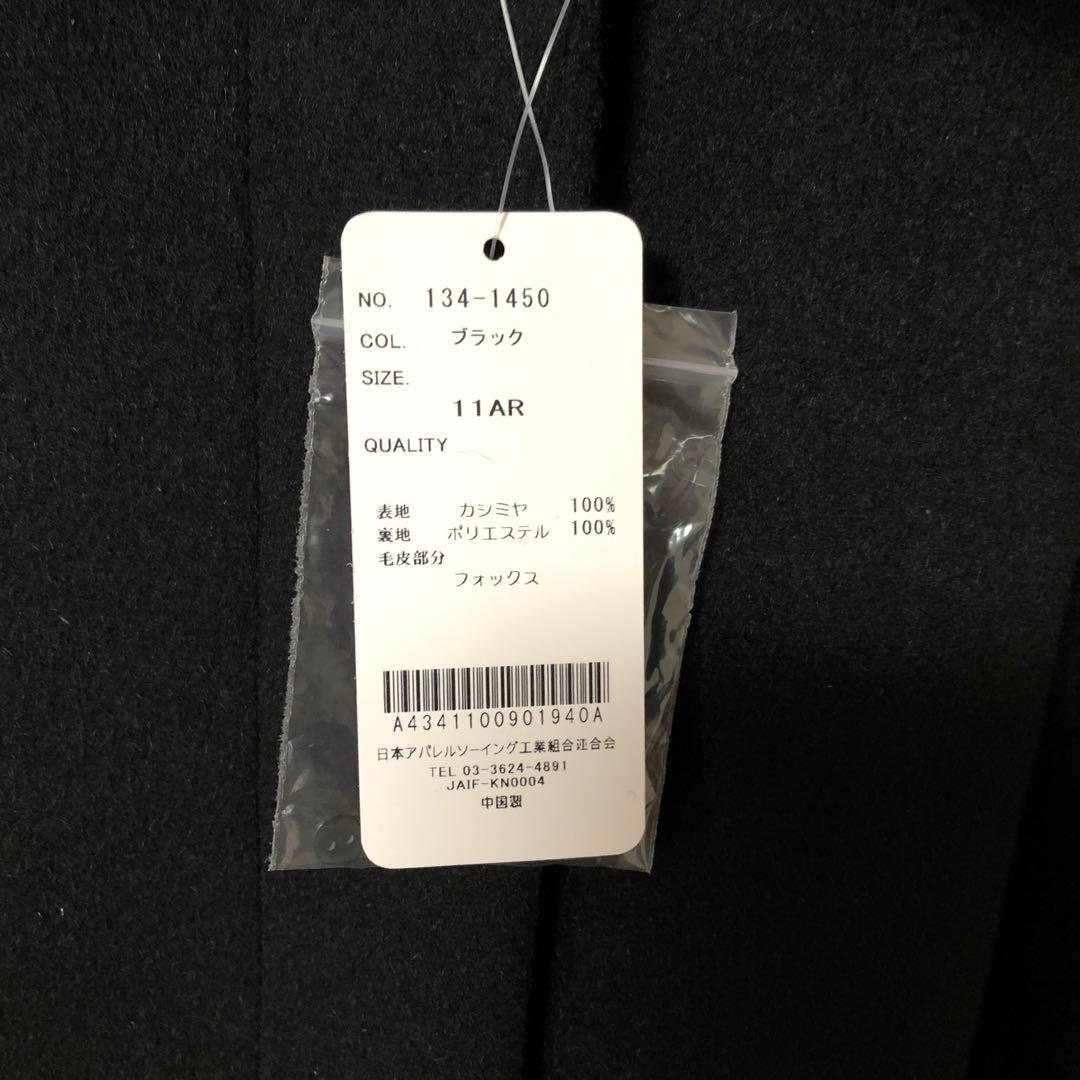 NO. 134-1450
COL. ブラック
SIZE.
11AR
QUALITY
表地 カシミヤ 100%
裏地 ポリエステル 100%
毛皮部分
フォックス
A4341100901940A
日本アパレルソーイング工業組合連合会
TEL 03-3624-4891
JAIF-KN0004
中国製